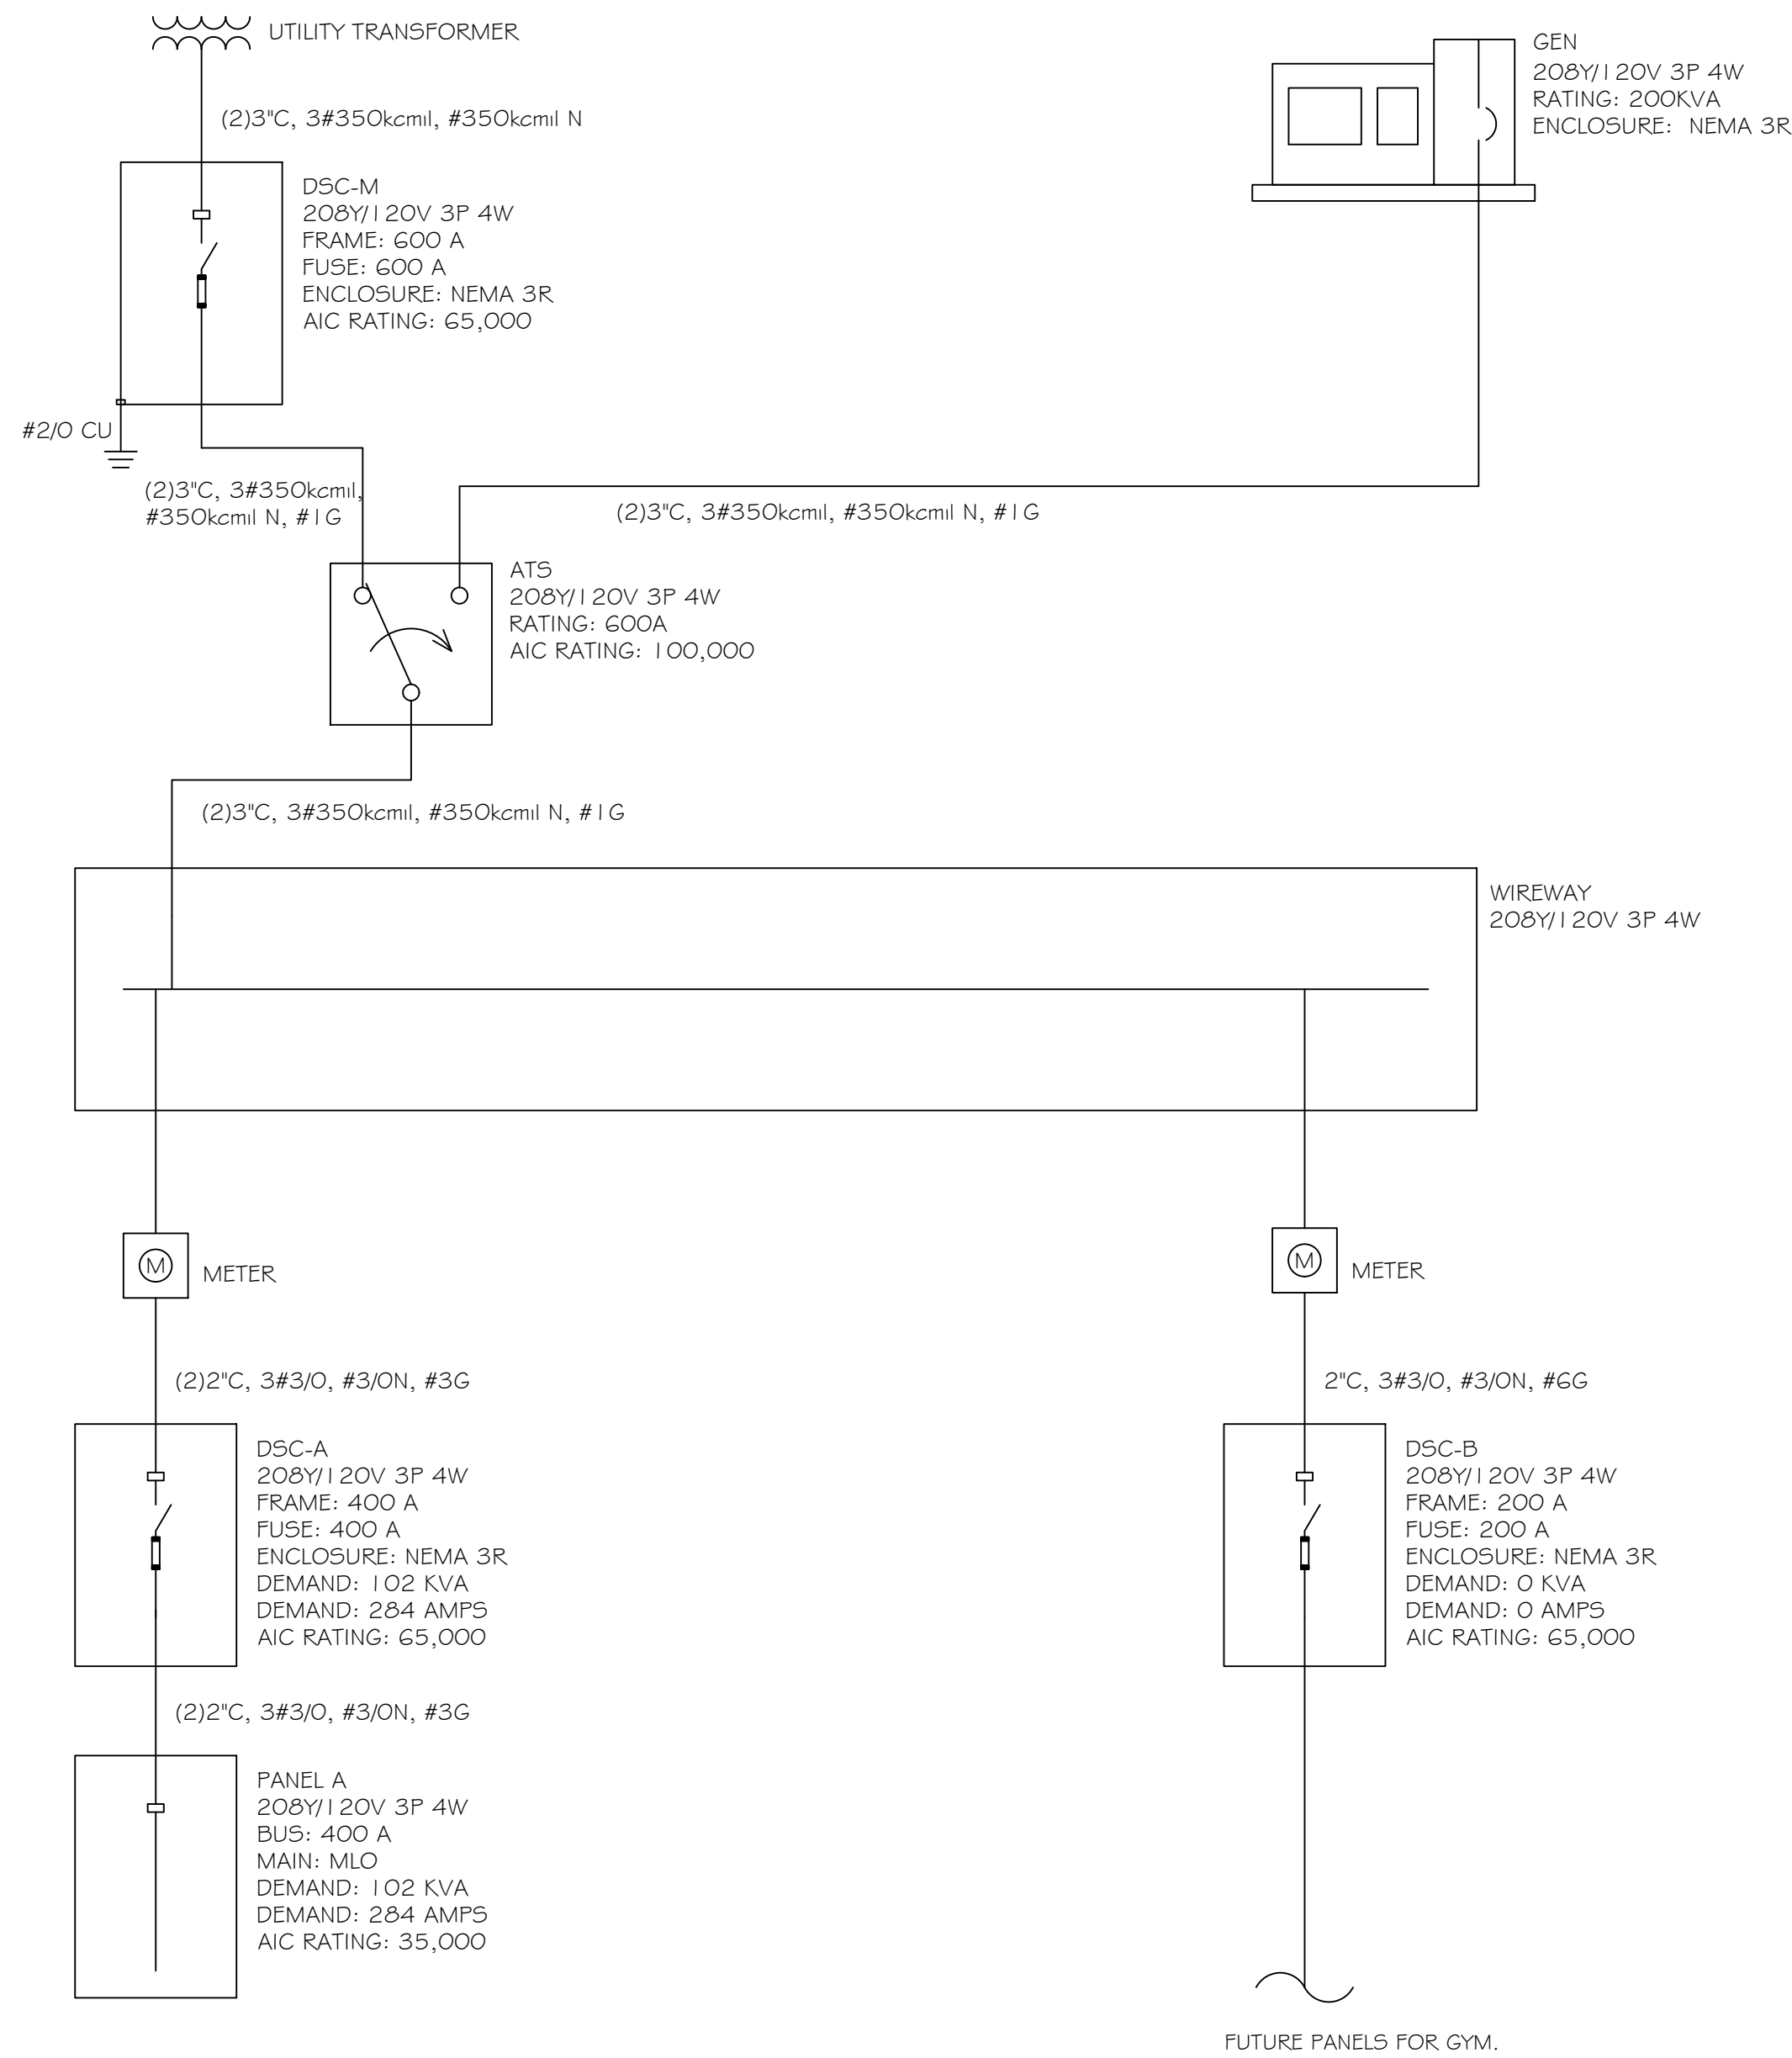 UTILITY TRANSFORMER
(2)3"C, 3#350kcmil, #350kcmil N
DSC-M
208Y/120V 3P 4W
FRAME: 600 A
FUSE: 600 A
ENCLOSURE: NEMA 3R
AIC RATING: 65,000
#2/0 CU
GEN
208Y/120V 3P 4W
RATING: 200KVA
ENCLOSURE: NEMA 3R
(2)3"C, 3#350kcmil,
#350kcmil N, #1G
(2)3"C, 3#350kcmil, #350kcmil N, #1G
ATS
208Y/120V 3P 4W
RATING: 600A
AIC RATING: 100,000
(2)3"C, 3#350kcmil, #350kcmil N, #1G
WIREWAY
208Y/120V 3P 4W
M
METER
M
METER
(2)2"C, 3#3/0, #3/0N, #3G
DSC-A
208Y/120V 3P 4W
FRAME: 400 A
FUSE: 400 A
ENCLOSURE: NEMA 3R
DEMAND: 102 KVA
DEMAND: 284 AMPS
AIC RATING: 65,000
2"C, 3#3/0, #3/0N, #6G
DSC-B
208Y/120V 3P 4W
FRAME: 200 A
FUSE: 200 A
ENCLOSURE: NEMA 3R
DEMAND: 0 KVA
DEMAND: 0 AMPS
AIC RATING: 65,000
(2)2"C, 3#3/0, #3/0N, #3G
PANEL A
208Y/120V 3P 4W
BUS: 400 A
MAIN: MLO
DEMAND: 102 KVA
DEMAND: 284 AMPS
AIC RATING: 35,000
FUTURE PANELS FOR GYM.